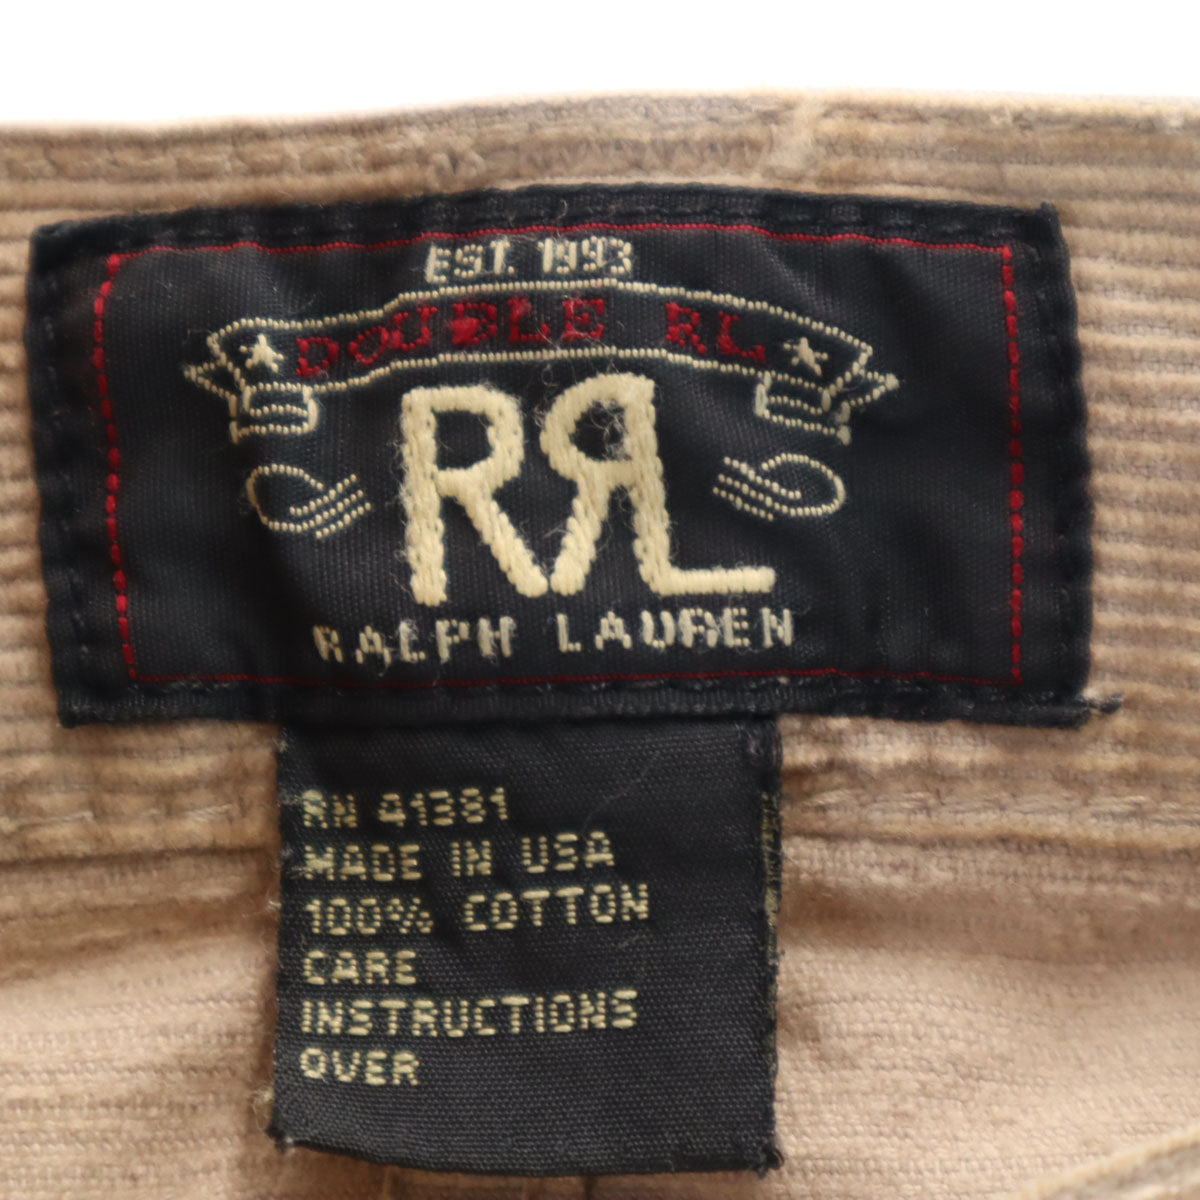 EST. 1993
DOUBLE RL
RRL
RALPH LAUREN
RN 41381
MADE IN USA
100% COTTON
CARE
INSTRUCTIONS
OVER